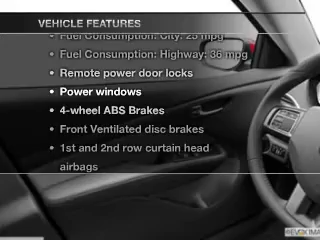 VEHICLE FEATURES
• Fuel Consumption: City: 25 mpg
• Fuel Consumption: Highway: 36 mpg
• Remote power door locks
• Power windows
• 4-wheel ABS Brakes
• Front Ventilated disc brakes
• 1st and 2nd row curtain head
airbags